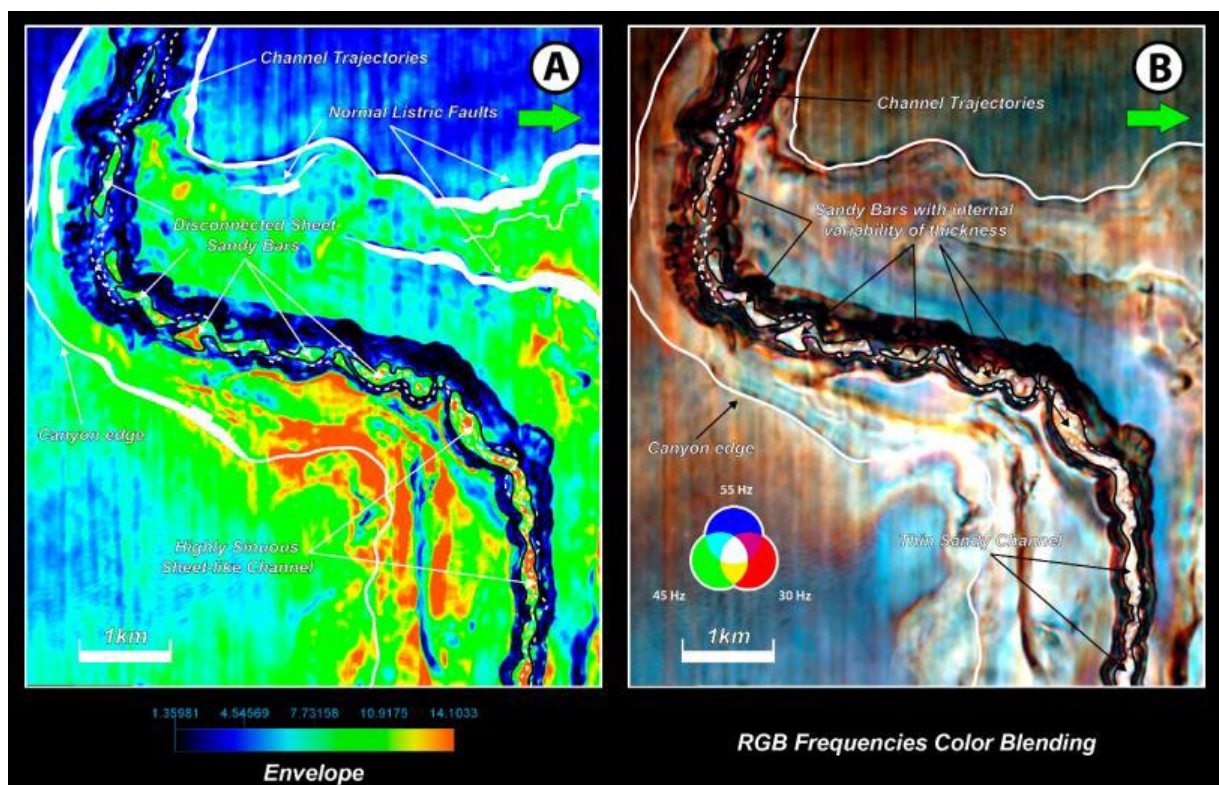 A
Channel Trajectories
Normal Listric Faults
Disconnected Sheet
Sandy Bars
Canyon edge
Highly Sinuous
Sheet-like Channel
1km
1.35981 4.54569 7.73158 10.9175 14.1033
Envelope
B
Channel Trajectories
Sandy Bars with internal
variability of thickness
Canyon edge
55 Hz
45 Hz
30 Hz
Thin Sandy Channel
1km
RGB Frequencies Color Blending